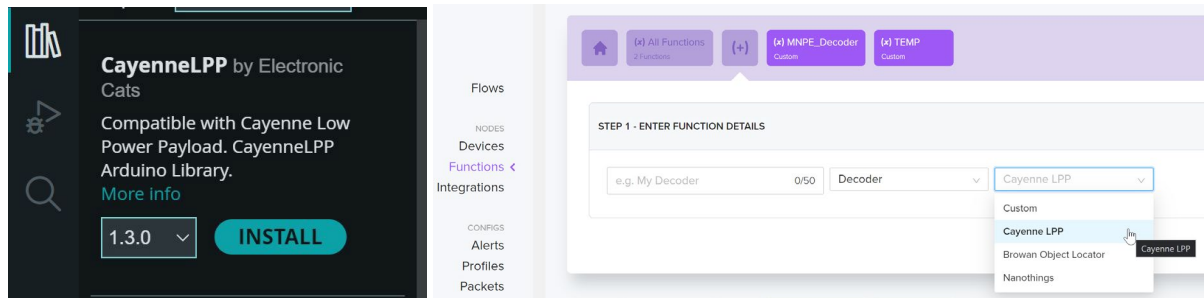 CayenneLPP by Electronic
Cats
Compatible with Cayenne Low
Power Payload. CayenneLPP
Arduino Library.
More info
1.3.0
INSTALL
Flows
NODES
Devices
Functions <
Integrations
CONFIGS
Alerts
Profiles
Packets
(x) All Functions
2 Functions
(+)
(x) MNPE_Decoder
Custom
(x) TEMP
Custom
STEP 1 - ENTER FUNCTION DETAILS
e.g. My Decoder
0/50
Decoder
Cayenne LPP
Custom
Cayenne LPP
Cayenne LPP
Browan Object Locator
Nanothings